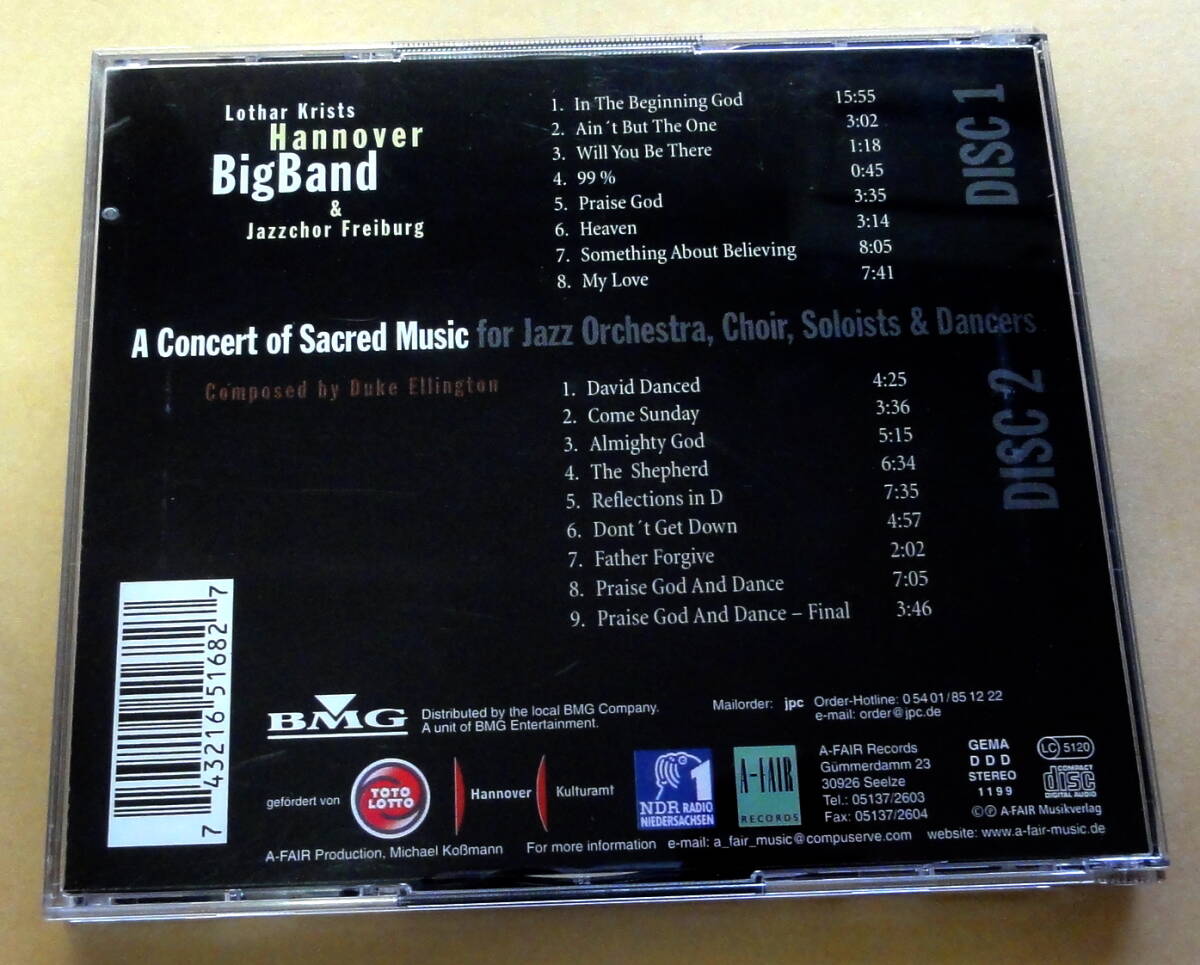 Lothar Krists
Hannover
BigBand
&
Jazzchor Freiburg
1. In The Beginning God 15:55
2. Ain´t But The One 3:02
3. Will You Be There 1:18
4. 99 % 0:45
5. Praise God 3:35
6. Heaven 3:14
7. Something About Believing 8:05
8. My Love 7:41
DISC 1
A Concert of Sacred Music for Jazz Orchestra, Choir, Soloists & Dancers
Composed by Duke Ellington
1. David Danced 4:25
2. Come Sunday 3:36
3. Almighty God 5:15
4. The Shepherd 6:34
5. Reflections in D 7:35
6. Dont´t Get Down 4:57
7. Father Forgive 2:02
8. Praise God And Dance 7:05
9. Praise God And Dance – Final 3:46
DISC 2
7 43216 51682 7
BMG
Distributed by the local BMG Company.
A unit of BMG Entertainment.
Mailorder: jpc Order-Hotline: 0 54 01/85 12 22
e-mail: order@jpc.de
gefördert von
TOTO
LOTTO
Hannover
Kulturamt
1
NDR RADIO
NIEDERSACHSEN
A-FAIR
RECORDS
A-FAIR Records
Gümmerdamm 23
30926 Seelze
Tel.: 05137/2603
Fax: 05137/2604
GEMA
D D D
STEREO
1199
LC 5120
COMPACT
disc
DIGITAL AUDIO
© ℗ A-FAIR Musikverlag
A-FAIR Production, Michael Koßmann
For more information e-mail: a_fair_music@compuserve.com website: www.a-fair-music.de